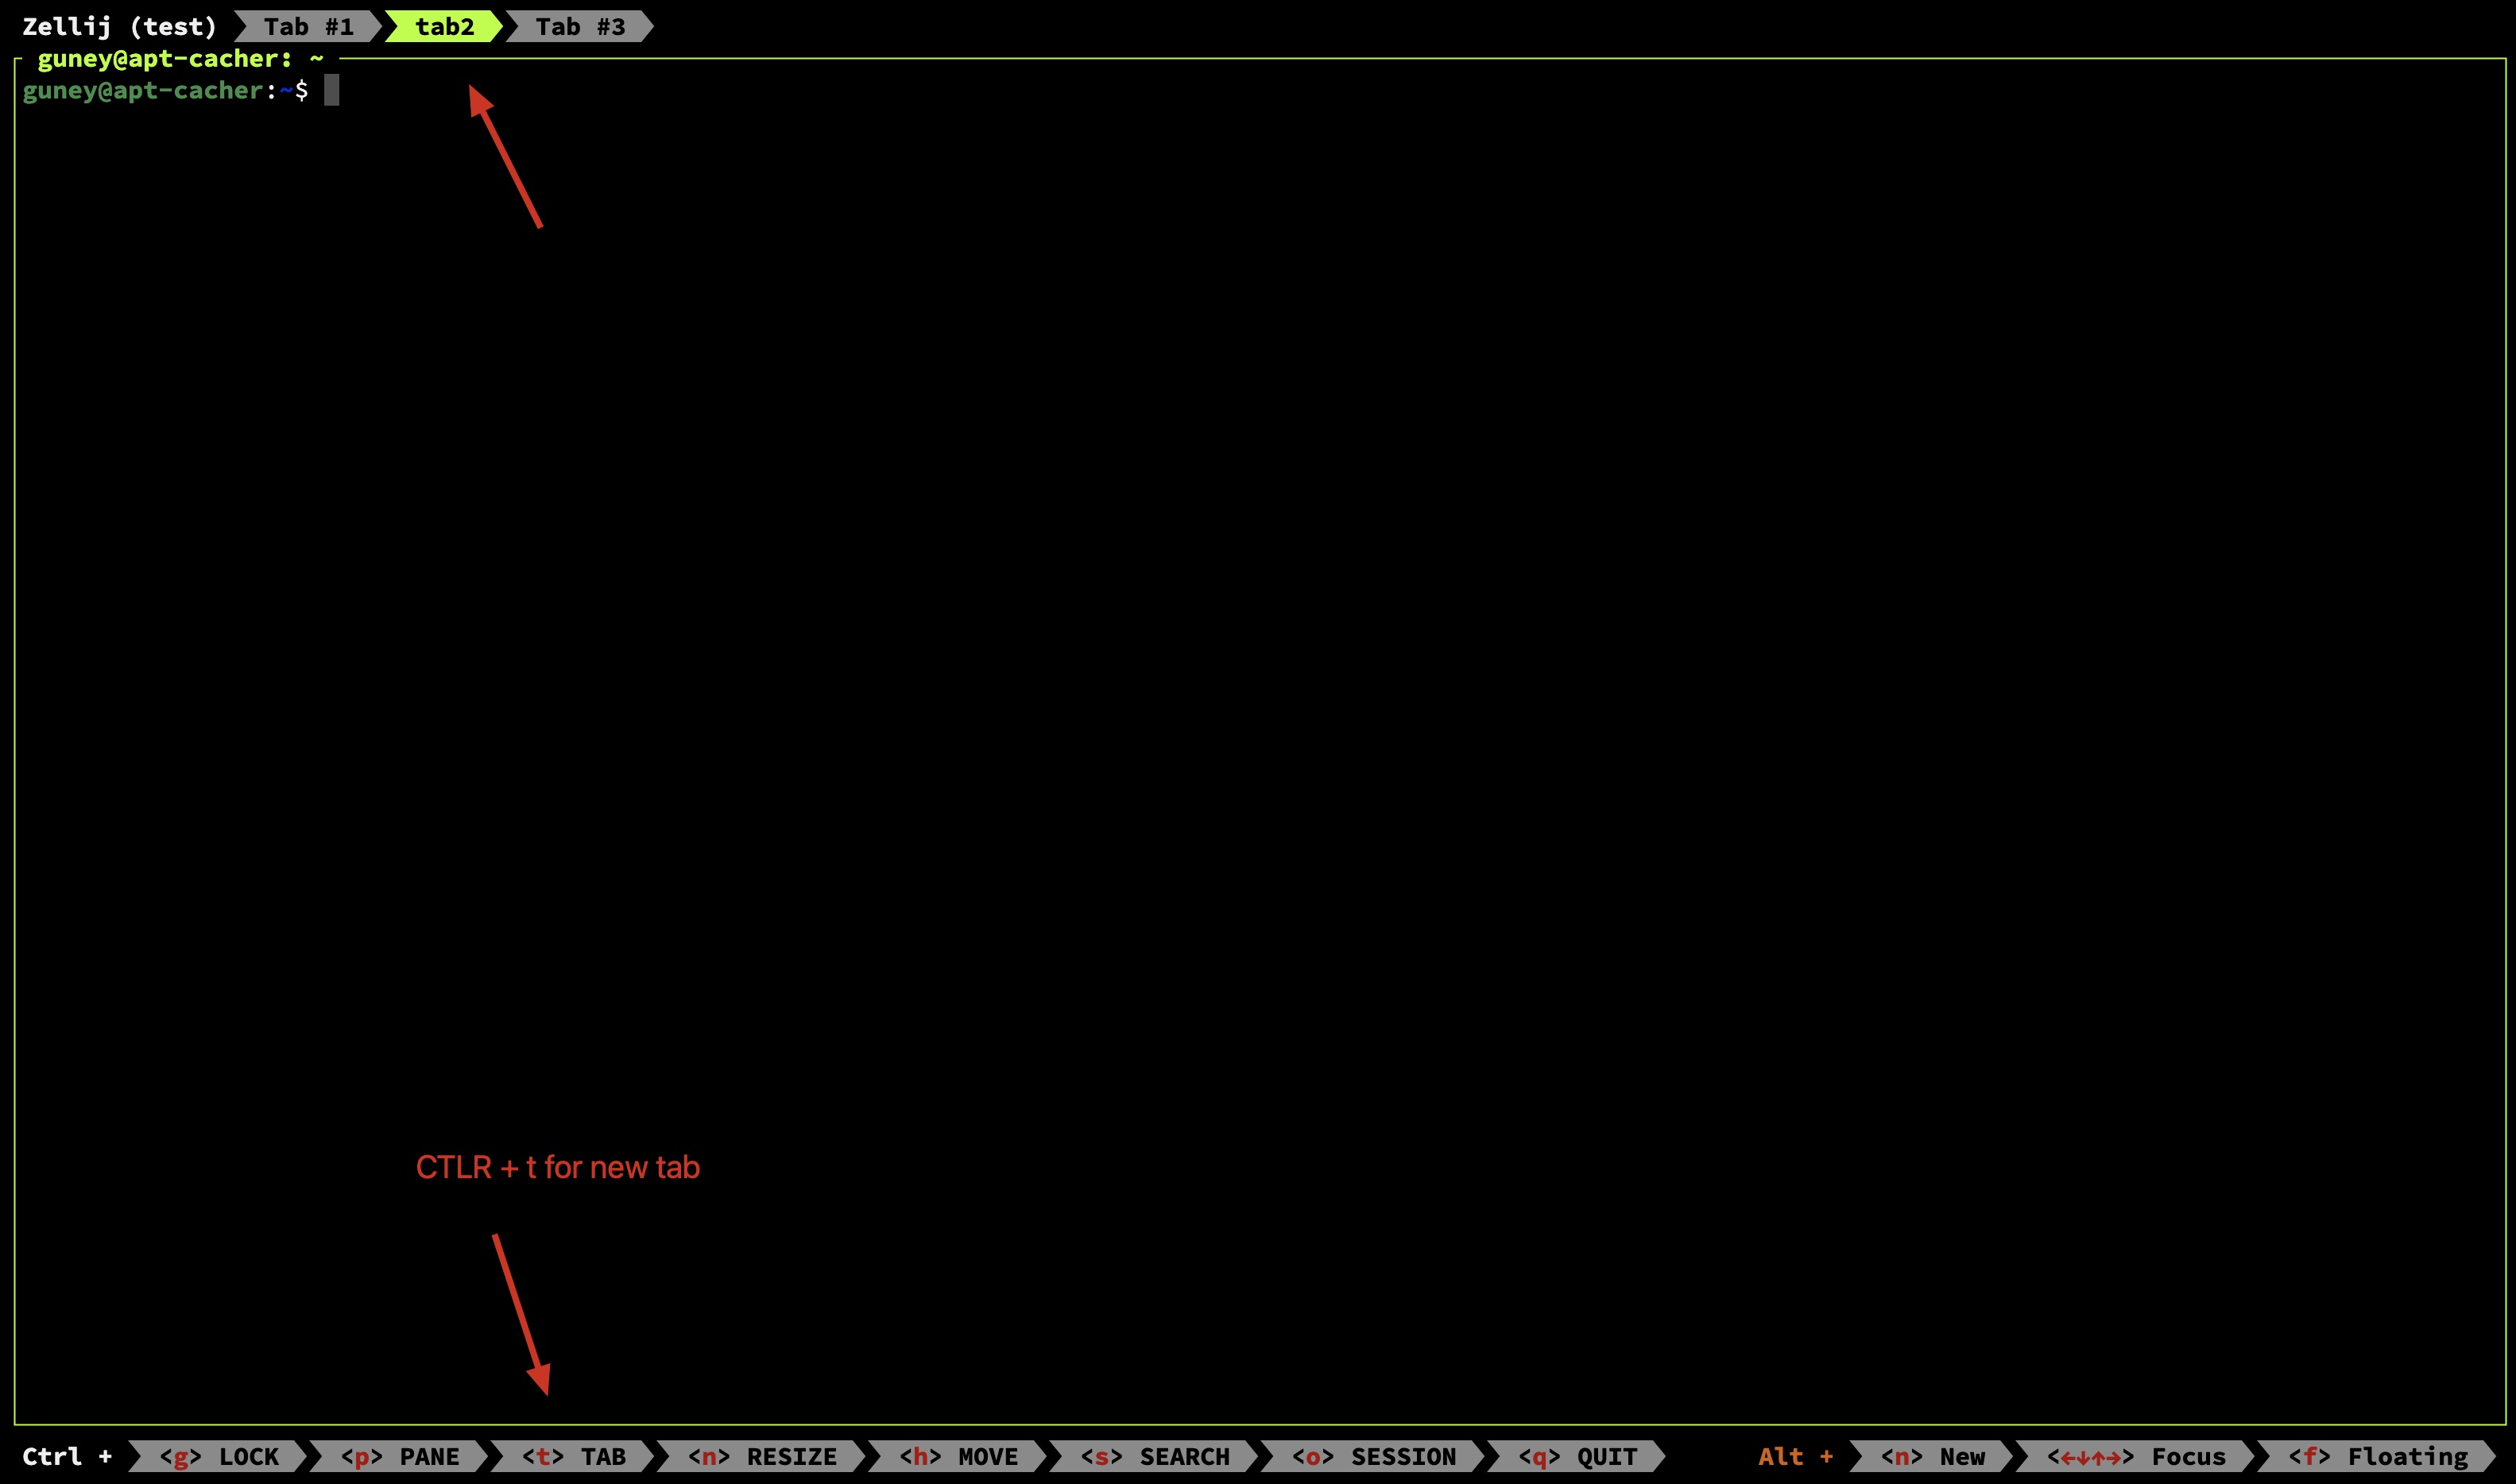 Zellij (test) Tab #1 tab2 Tab #3
guney@apt-cacher: ~
guney@apt-cacher:~$
CTLR + t for new tab
Ctrl + <g> LOCK <p> PANE <t> TAB <n> RESIZE <h> MOVE <s> SEARCH <o> SESSION <q> QUIT Alt + <n> New <←↓↑→> Focus <f> Floating